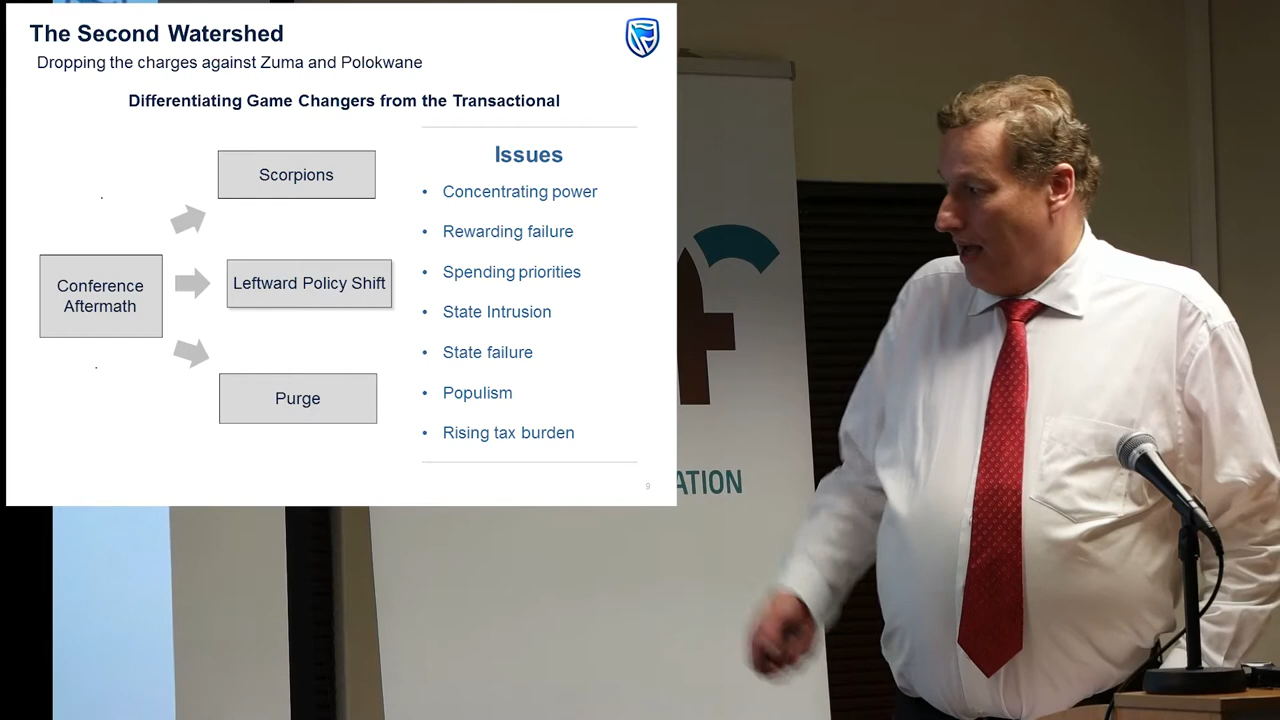 The Second Watershed
Dropping the charges against Zuma and Polokwane
Differentiating Game Changers from the Transactional
Conference
Aftermath
Scorpions
Leftward Policy Shift
Purge
Issues
• Concentrating power
• Rewarding failure
• Spending priorities
• State Intrusion
• State failure
• Populism
• Rising tax burden
9
ATION